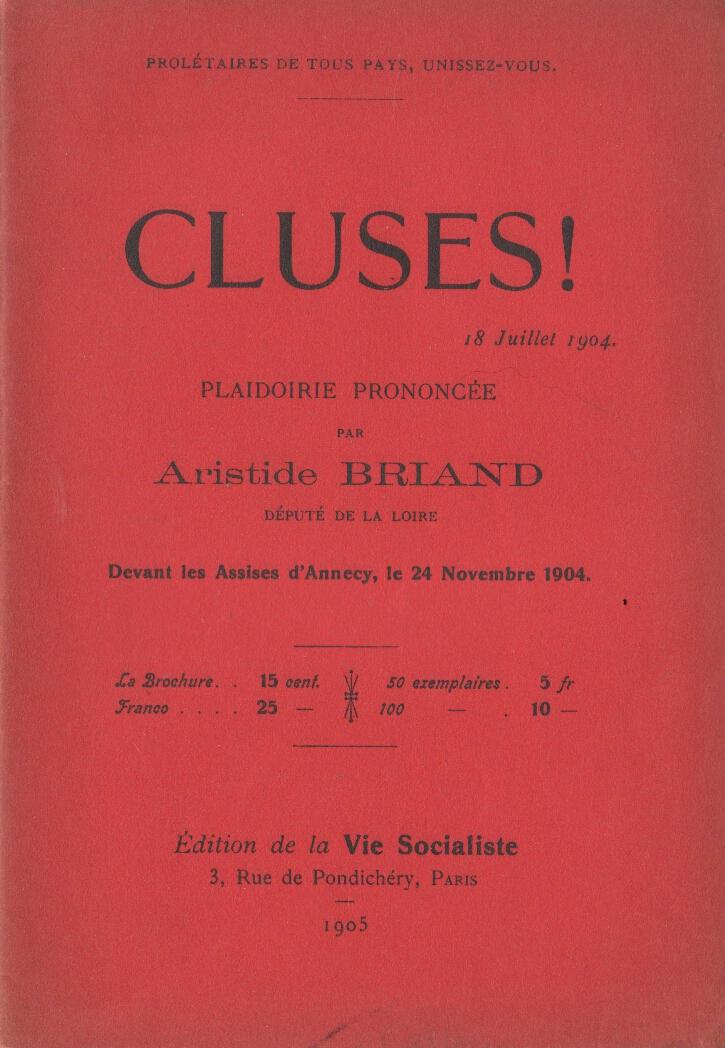 PROLÉTAIRES DE TOUS PAYS, UNISSEZ-VOUS.
CLUSES!
18 Juillet 1904.
PLAIDOIRIE PRONONCÉE
PAR
Aristide BRIAND
DÉPUTÉ DE LA LOIRE
Devant les Assises d'Annecy, le 24 Novembre 1904.
La Brochure. . 15 cent. 50 exemplaires . 5 fr
Franco . . . . 25 — 100 — . 10 —
Édition de la Vie Socialiste
3, Rue de Pondichéry, PARIS
1905